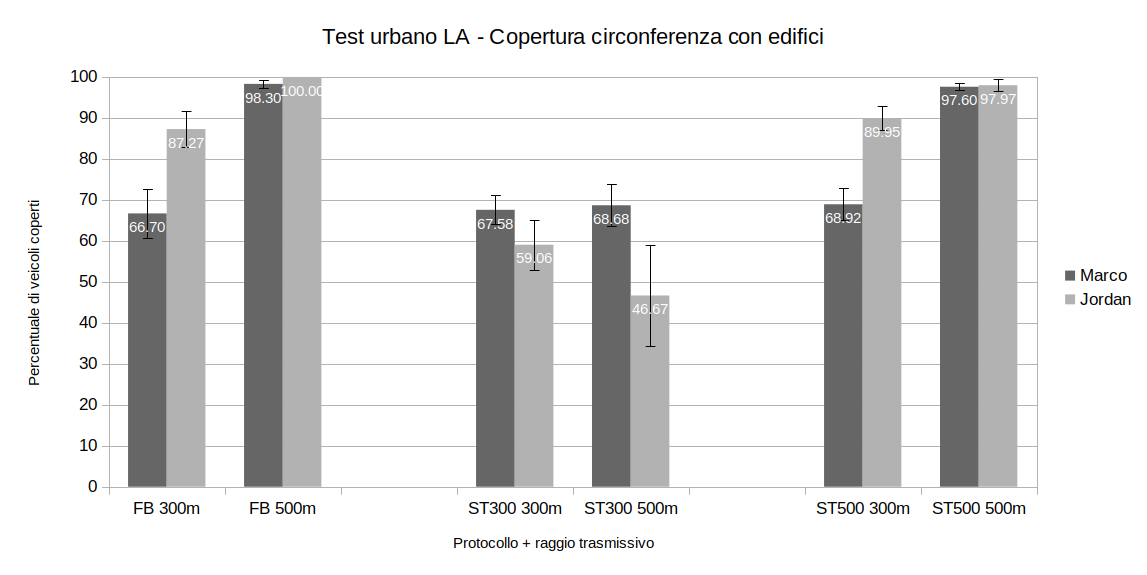 Test urbano LA - Copertura circonferenza con edifici
Percentuale di veicoli coperti
100
90
80
70
60
50
40
30
20
10
0
66.70
87.27
98.30
100.00
67.58
59.06
68.68
46.67
68.92
89.95
97.60
97.97
FB 300m
FB 500m
ST300 300m
ST300 500m
ST500 300m
ST500 500m
Protocollo + raggio trasmissivo
Marco
Jordan